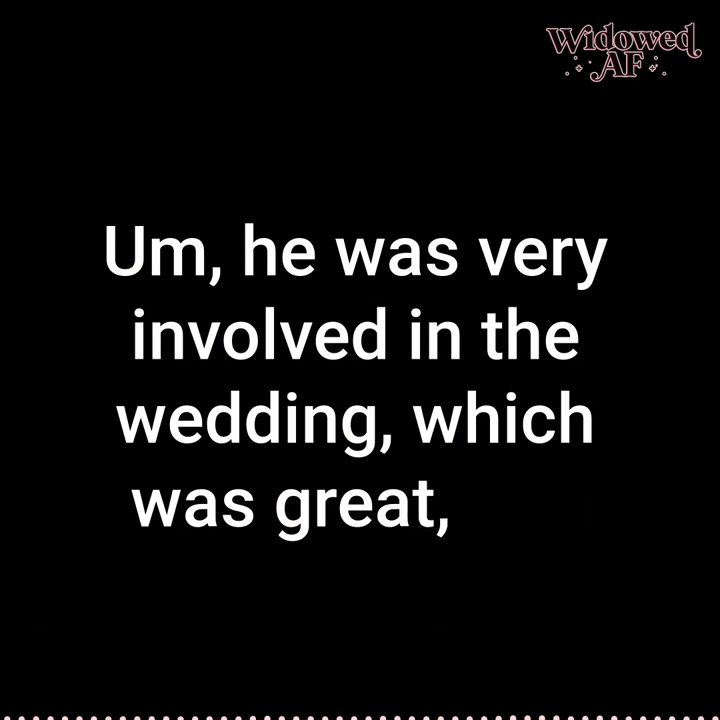 Widowed
AF
Um, he was very
involved in the
wedding, which
was great,